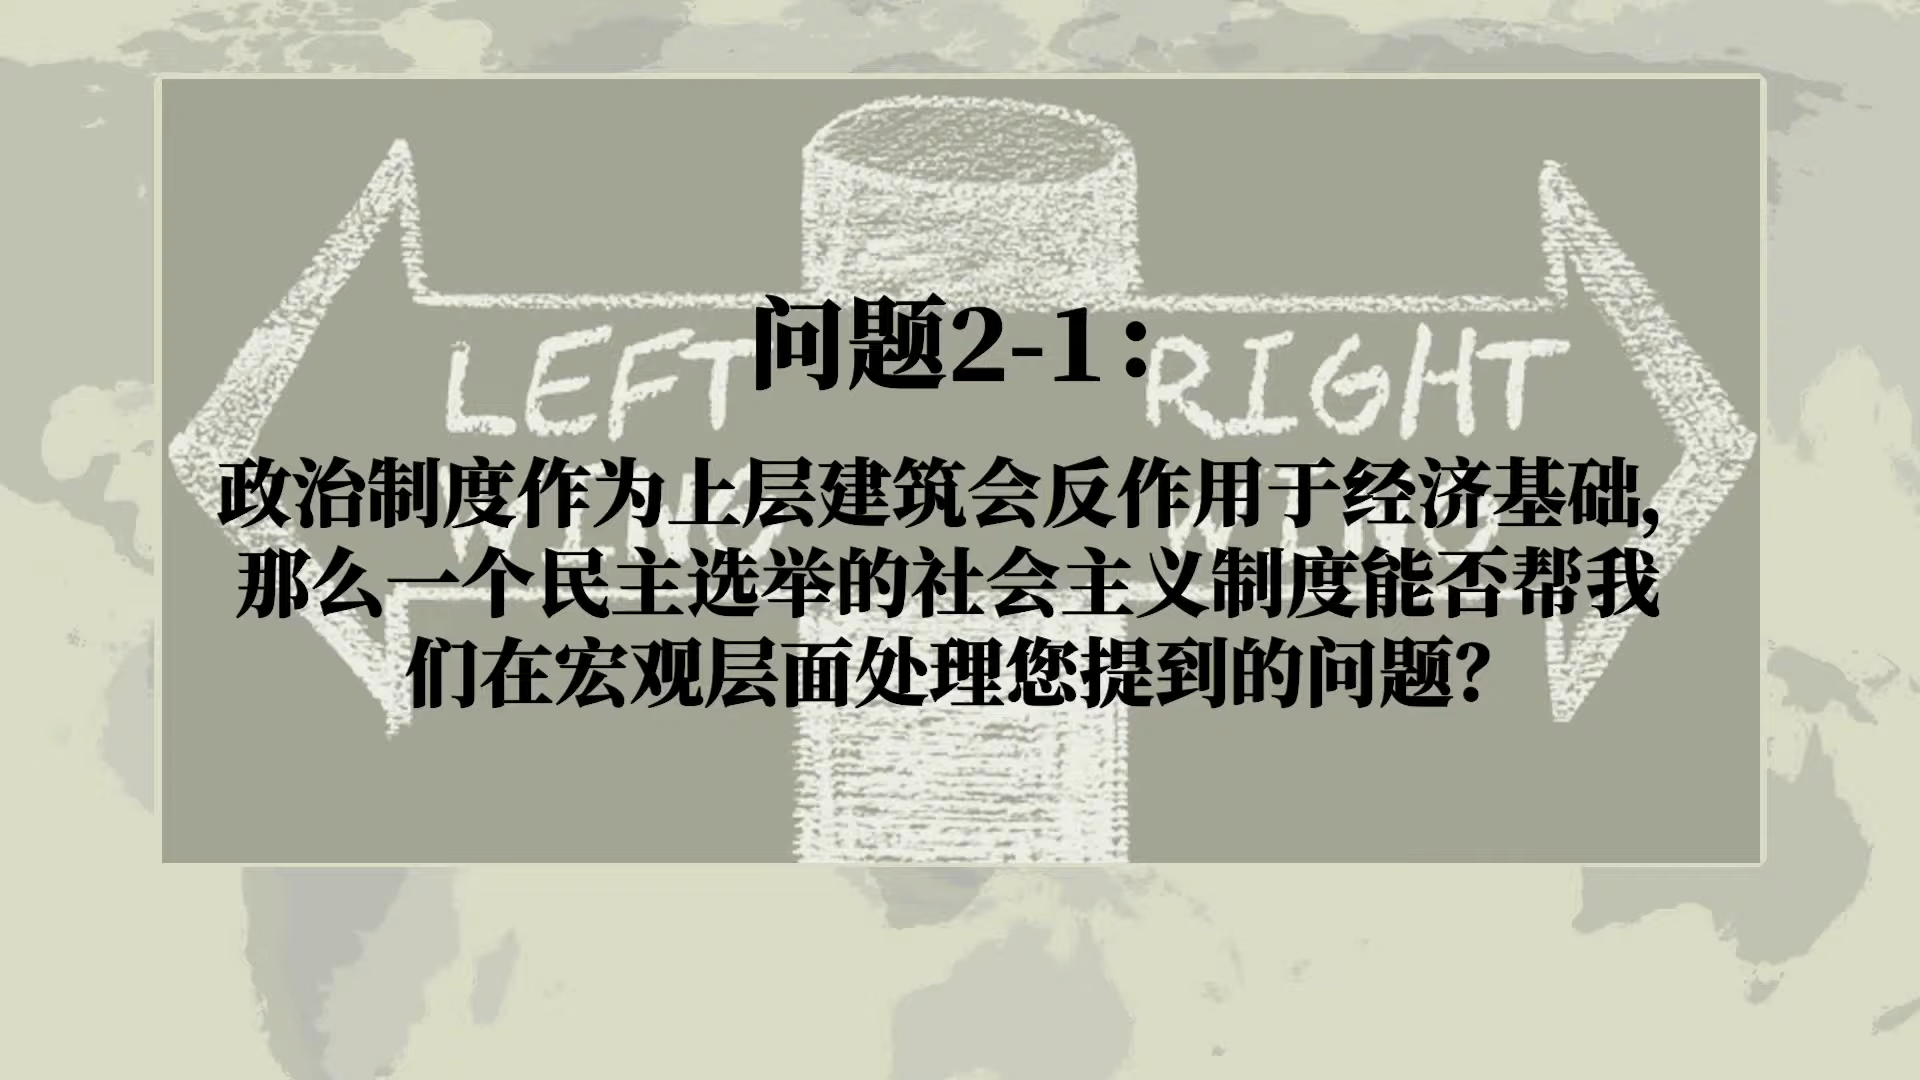 问题2-1：
LEFT RIGHT
政治制度作为上层建筑会反作用于经济基础,
WING WING
那么一个民主选举的社会主义制度能否帮我
们在宏观层面处理您提到的问题?